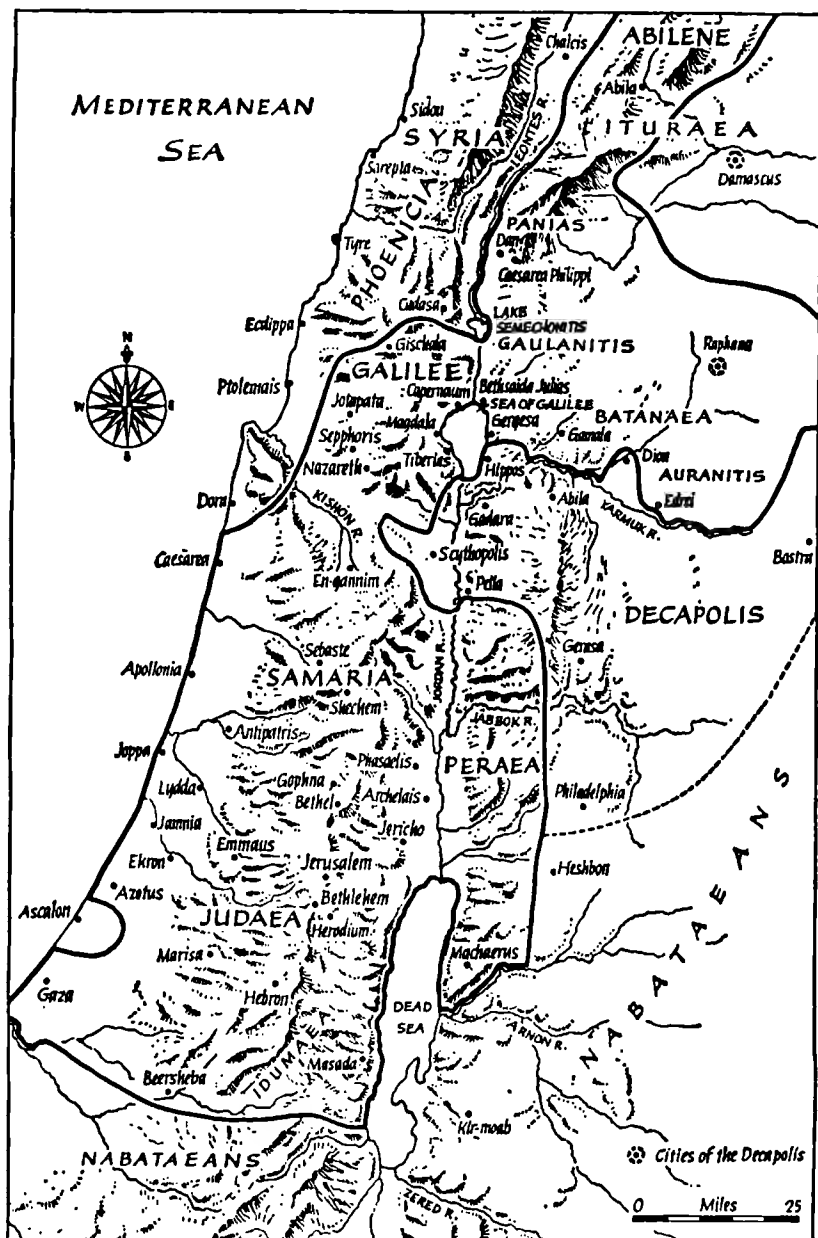 ABILENE
Chalcis
MEDITERRANEAN
SEA
Abila
Sidou
SYRIA
LEONTES R.
ITURAEA
Sarepta
Damascus
PHOENICIA
PANIAS
Dan
Tyre
Caesarea Philippi
Cudasa
LAKE
SEMECHONITIS
Ecdippa
GAULANITIS
Gischala
Raphana
N
W
E
S
GALILEE
Ptolemais
Capernaum
Bethsaida Julias
SEA OF GALILEE
Jotapata
BATANAEA
Magdala
Gergesa
Gamala
Sepphoris
Tiberias
Dion
Nazareth
Hippos
AURANITIS
Dora
KISHON R.
Abila
Edrei
Gadara
YARMUK R.
Caesarea
Scythopolis
Bastra
En-gannim
Pella
DECAPOLIS
Sebaste
Gerasa
Apollonia
SAMARIA
JORDAN R.
Shechem
JABBOK R.
Antipatris
Joppa
Phasaelis
PERAEA
Lydda
Gophna
Bethel
Archelais
Philadelphia
Jamnia
Jericho
Emmaus
Ekron
Jerusalem
Heshbon
Azotus
Bethlehem
Ascalon
JUDAEA
Herodium
NABATAEANS
Marisa
Machaerus
Gaza
Hebron
DEAD
SEA
ARNON R.
IDUMAEA
Masada
Beersheba
Kir-moab
NABATAEANS
Cities of the Decapolis
ZERED R.
0 Miles 25